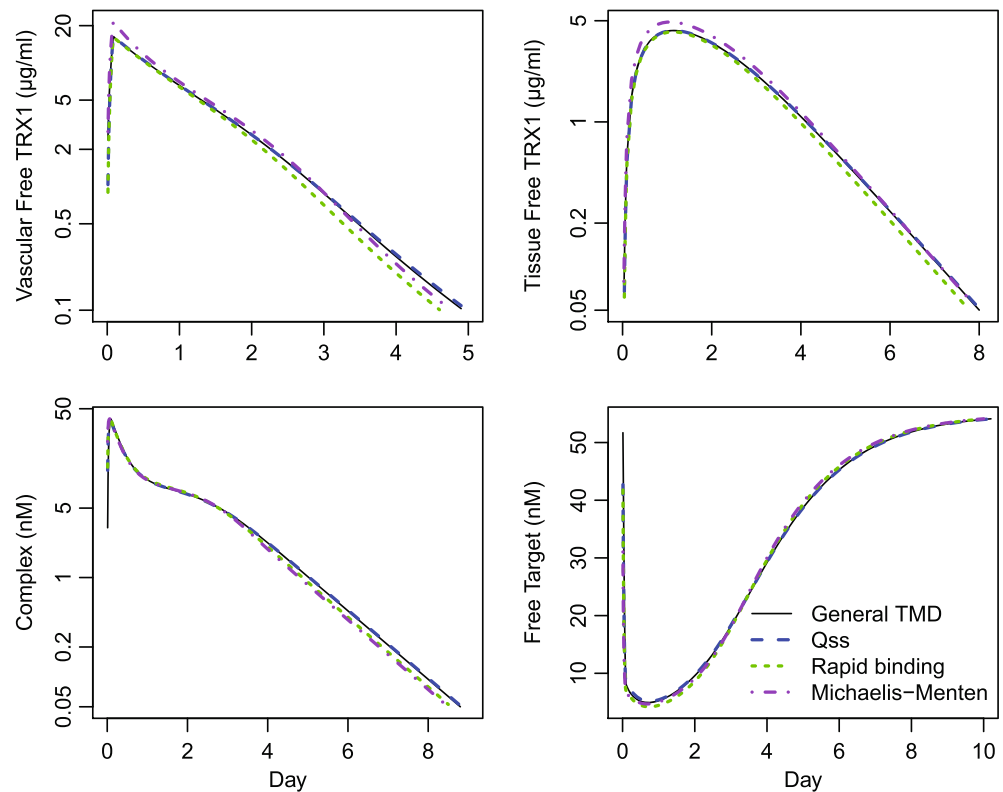 Vascular Free TRX1 (μg/ml)
20
5
2
0.5
0.1
0 1 2 3 4 5
Tissue Free TRX1 (μg/ml)
5
1
0.2
0.05
0 2 4 6 8
Complex (nM)
50
5
1
0.2
0.05
0 2 4 6 8
Day
Free Target (nM)
50
40
30
20
10
General TMD
Qss
Rapid binding
Michaelis−Menten
0 2 4 6 8 10
Day